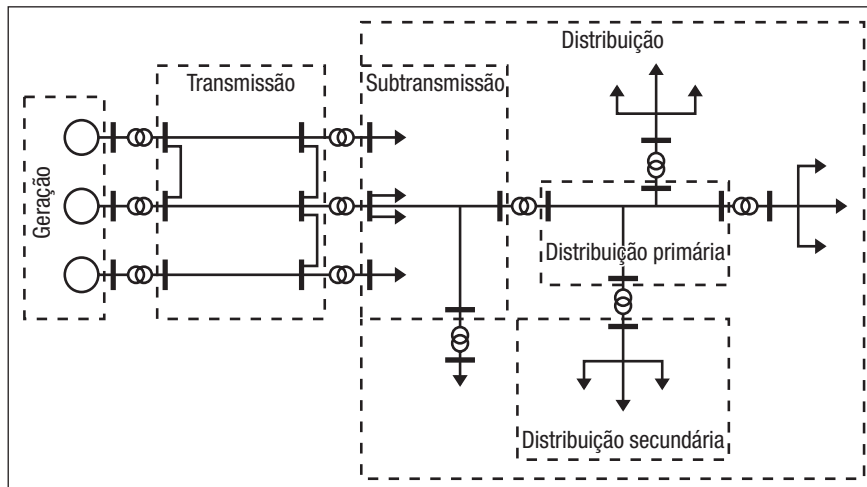 Distribuição
Transmissão
Subtransmissão
Geração
Distribuição primária
Distribuição secundária